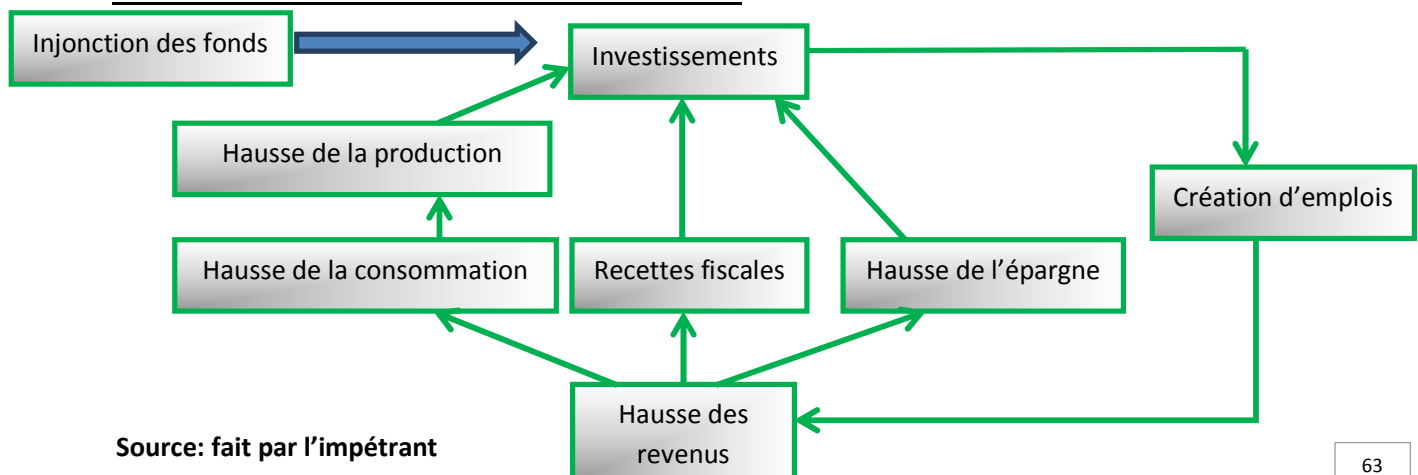 Injonction des fonds
Investissements
Hausse de la production
Création d’emplois
Hausse de la consommation
Recettes fiscales
Hausse de l’épargne
Hausse des
revenus
Source: fait par l’impétrant
63